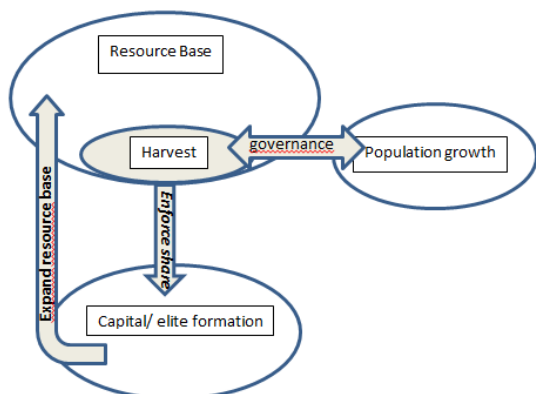 Resource Base
Harvest
governance
Population growth
Enforce share
Expand resource base
Capital/ elite formation